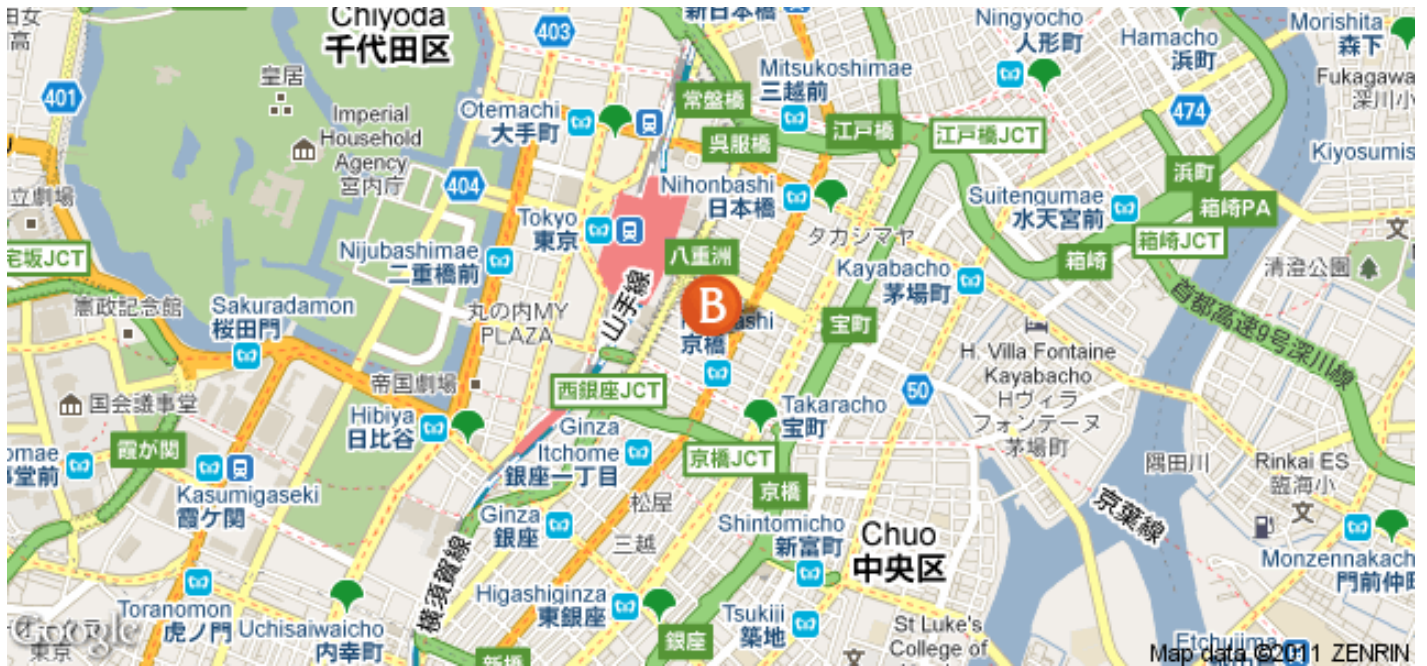 Chiyoda
千代田区
403
新日本橋
Ningyocho
人形町
Morishita
森下
Hamacho
浜町
401
皇居
Mitsukoshimae
三越前
Fukagawa
深川小
474
常盤橋
Otemachi
大手町
Imperial
Household
Agency
宮内庁
呉服橋
江戸橋
江戸橋JCT
浜町
404
Nihonbashi
日本橋
Suitengumae
水天宮前
箱崎PA
立劇場
Tokyo
東京
タカシマヤ
箱崎JCT
宅坂JCT
Nijubashimae
二重橋前
八重洲
Kayabacho
茅場町
箱崎
清澄公園
憲政記念館
Sakuradamon
桜田門
丸の内MY
PLAZA
山手線
B
京橋
宝町
首都高速9号深川線
H. Villa Fontaine
Kayabacho
Hヴィラ
フォンテーヌ
茅場町
帝国劇場
西銀座JCT
50
国会議事堂
Hibiya
日比谷
Takaracho
宝町
霞が関
Ginza
Itchome
銀座一丁目
京橋JCT
隅田川
Rinkai ES
臨海小
Kasumigaseki
霞ケ関
松屋
京橋
京葉線
Ginza
銀座
三越
Shintomicho
新富町
Chuo
中央区
横須賀線
Monzennakach
門前仲町
Toranomon
虎ノ門
Uchisaiwaicho
内幸町
Higashiginza
東銀座
Tsukiji
築地
銀座
新橋
St Luke's
College of
Google
東京
Etchujima
Map data ©2011 ZENRIN